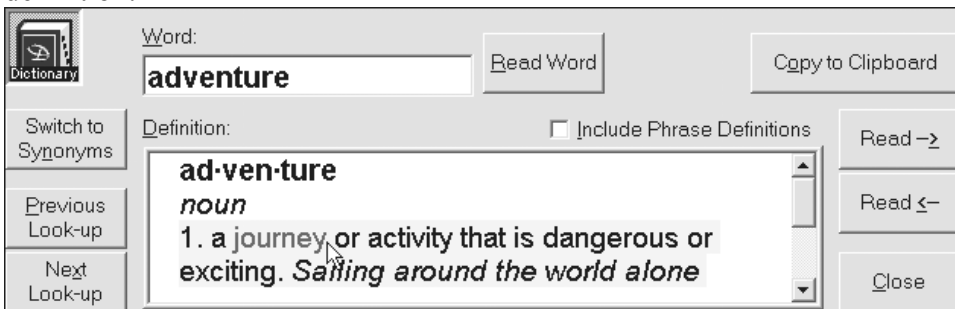 Dictionary
Word:
adventure
Read Word
Copy to Clipboard
Switch to
Synonyms
Definition:
Include Phrase Definitions
Read ->
ad·ven·ture
noun
1. a journey or activity that is dangerous or
exciting. Sailing around the world alone
Previous
Look-up
Read <-
Next
Look-up
Close